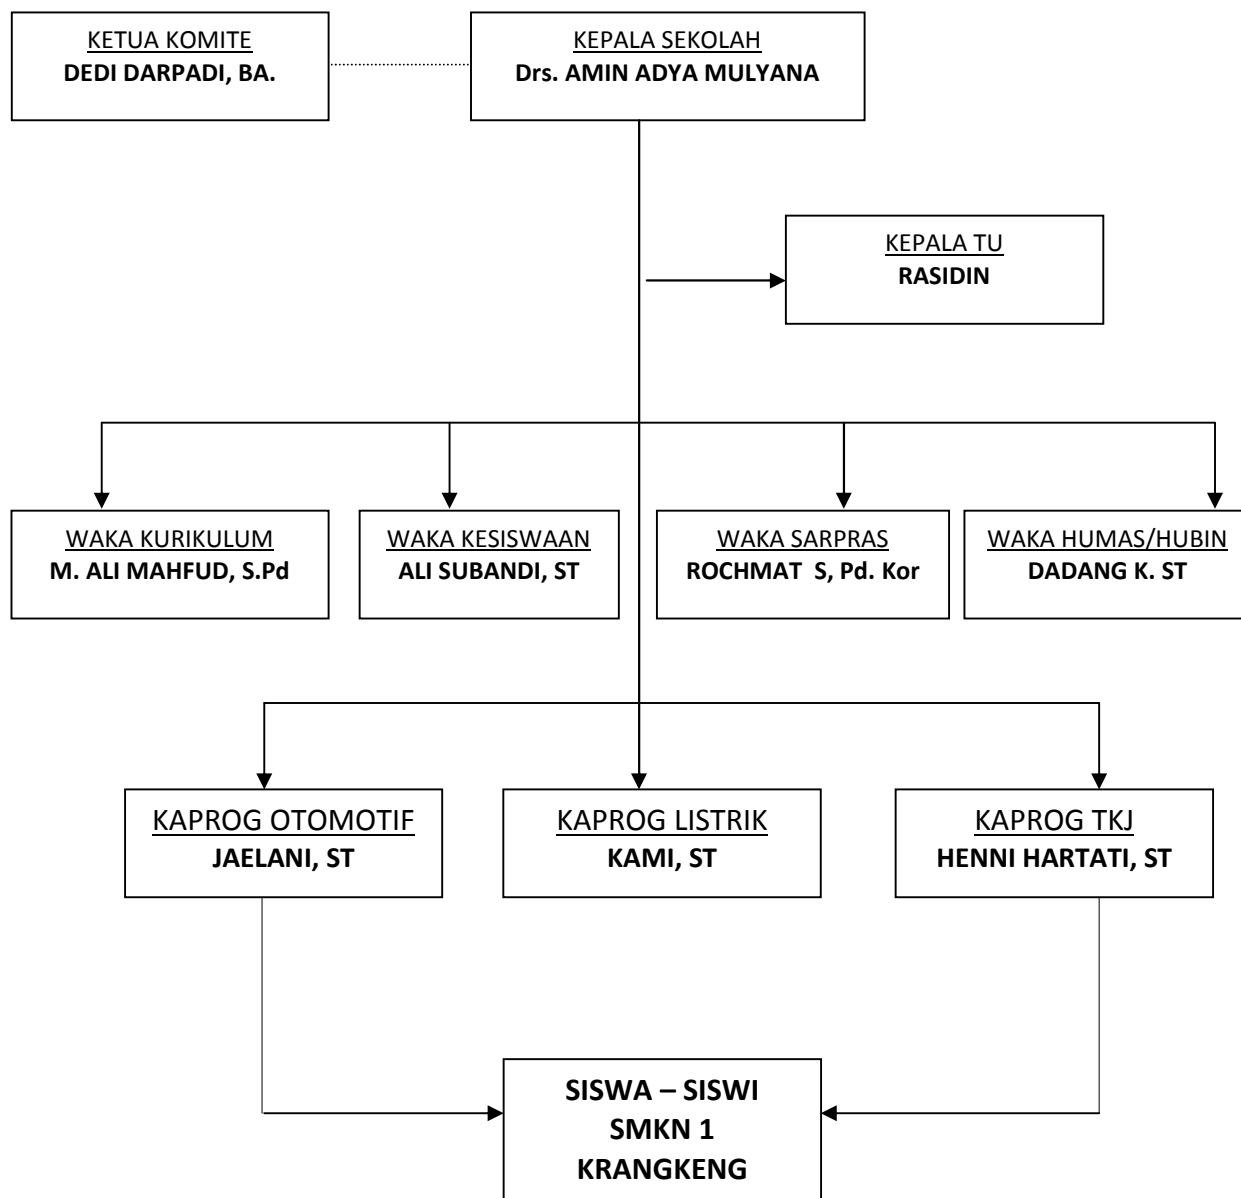 KETUA KOMITE
DEDI DARPADI, BA.
KEPALA SEKOLAH
Drs. AMIN ADYA MULYANA
KEPALA TU
RASIDIN
WAKA KURIKULUM
M. ALI MAHFUD, S.Pd
WAKA KESISWAAN
ALI SUBANDI, ST
WAKA SARPRAS
ROCHMAT  S, Pd. Kor
WAKA HUMAS/HUBIN
DADANG K. ST
KAPROG OTOMOTIF
JAELANI, ST
KAPROG LISTRIK
KAMI, ST
KAPROG TKJ
HENNI HARTATI, ST
SISWA – SISWI
SMKN 1
KRANGKENG